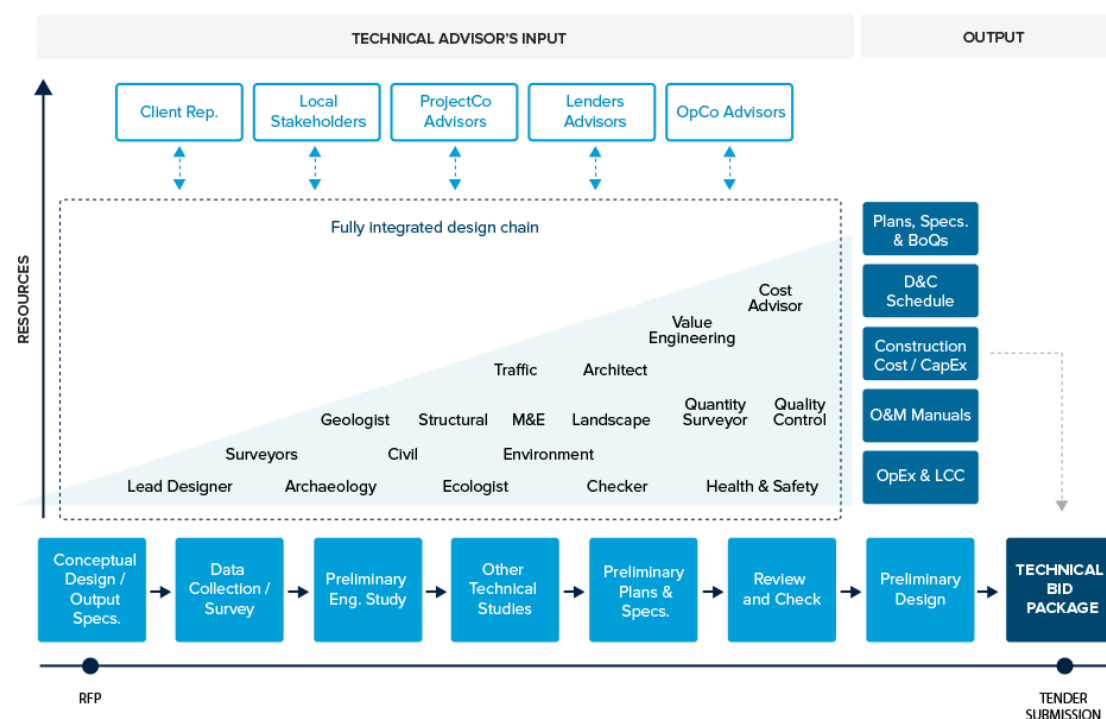 TECHNICAL ADVISOR'S INPUT
OUTPUT
Client Rep.
Local
Stakeholders
ProjectCo
Advisors
Lenders
Advisors
OpCo Advisors
RESOURCES
Fully integrated design chain
Cost
Advisor
Value
Engineering
Traffic
Architect
Geologist
Structural
M&E
Landscape
Quantity
Surveyor
Quality
Control
Surveyors
Civil
Environment
Lead Designer
Archaeology
Ecologist
Checker
Health & Safety
Plans, Specs.
& BoQs
D&C
Schedule
Construction
Cost / CapEx
O&M Manuals
OpEx & LCC
Conceptual
Design /
Output
Specs.
Data
Collection /
Survey
Preliminary
Eng. Study
Other
Technical
Studies
Preliminary
Plans &
Specs.
Review
and Check
Preliminary
Design
TECHNICAL
BID
PACKAGE
RFP
TENDER
SUBMISSION